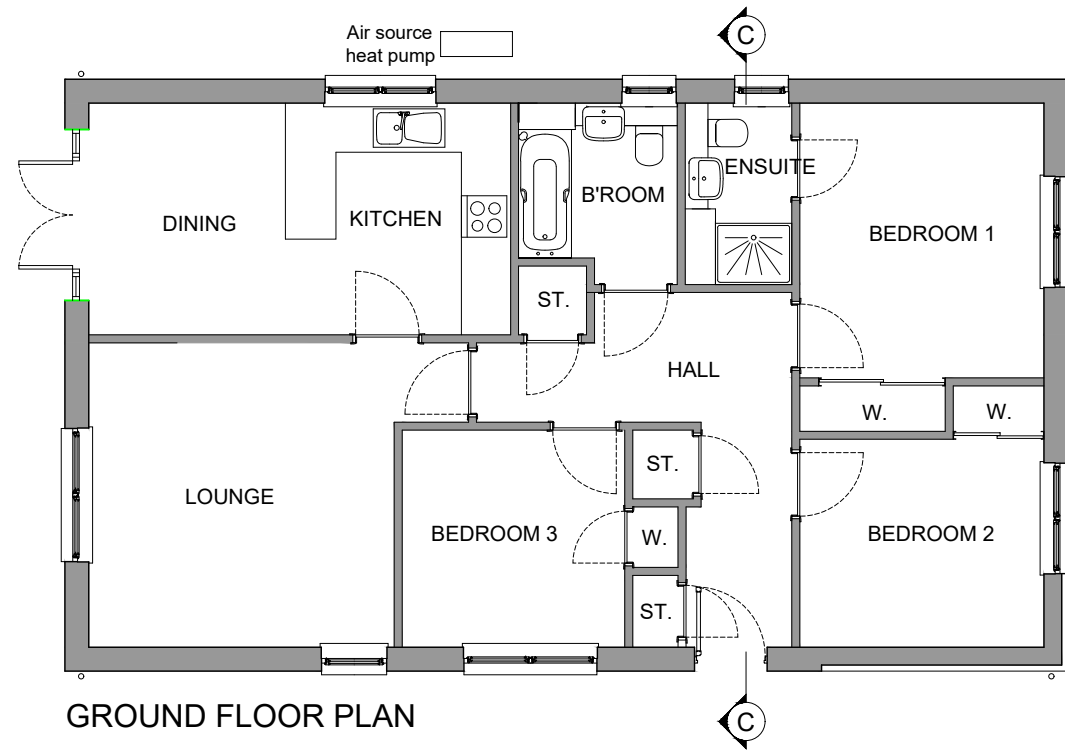 Air source
heat pump
C
ENSUITE
B'ROOM
DINING
KITCHEN
BEDROOM 1
ST.
HALL
W.
W.
ST.
LOUNGE
BEDROOM 3
W.
BEDROOM 2
ST.
GROUND FLOOR PLAN
C